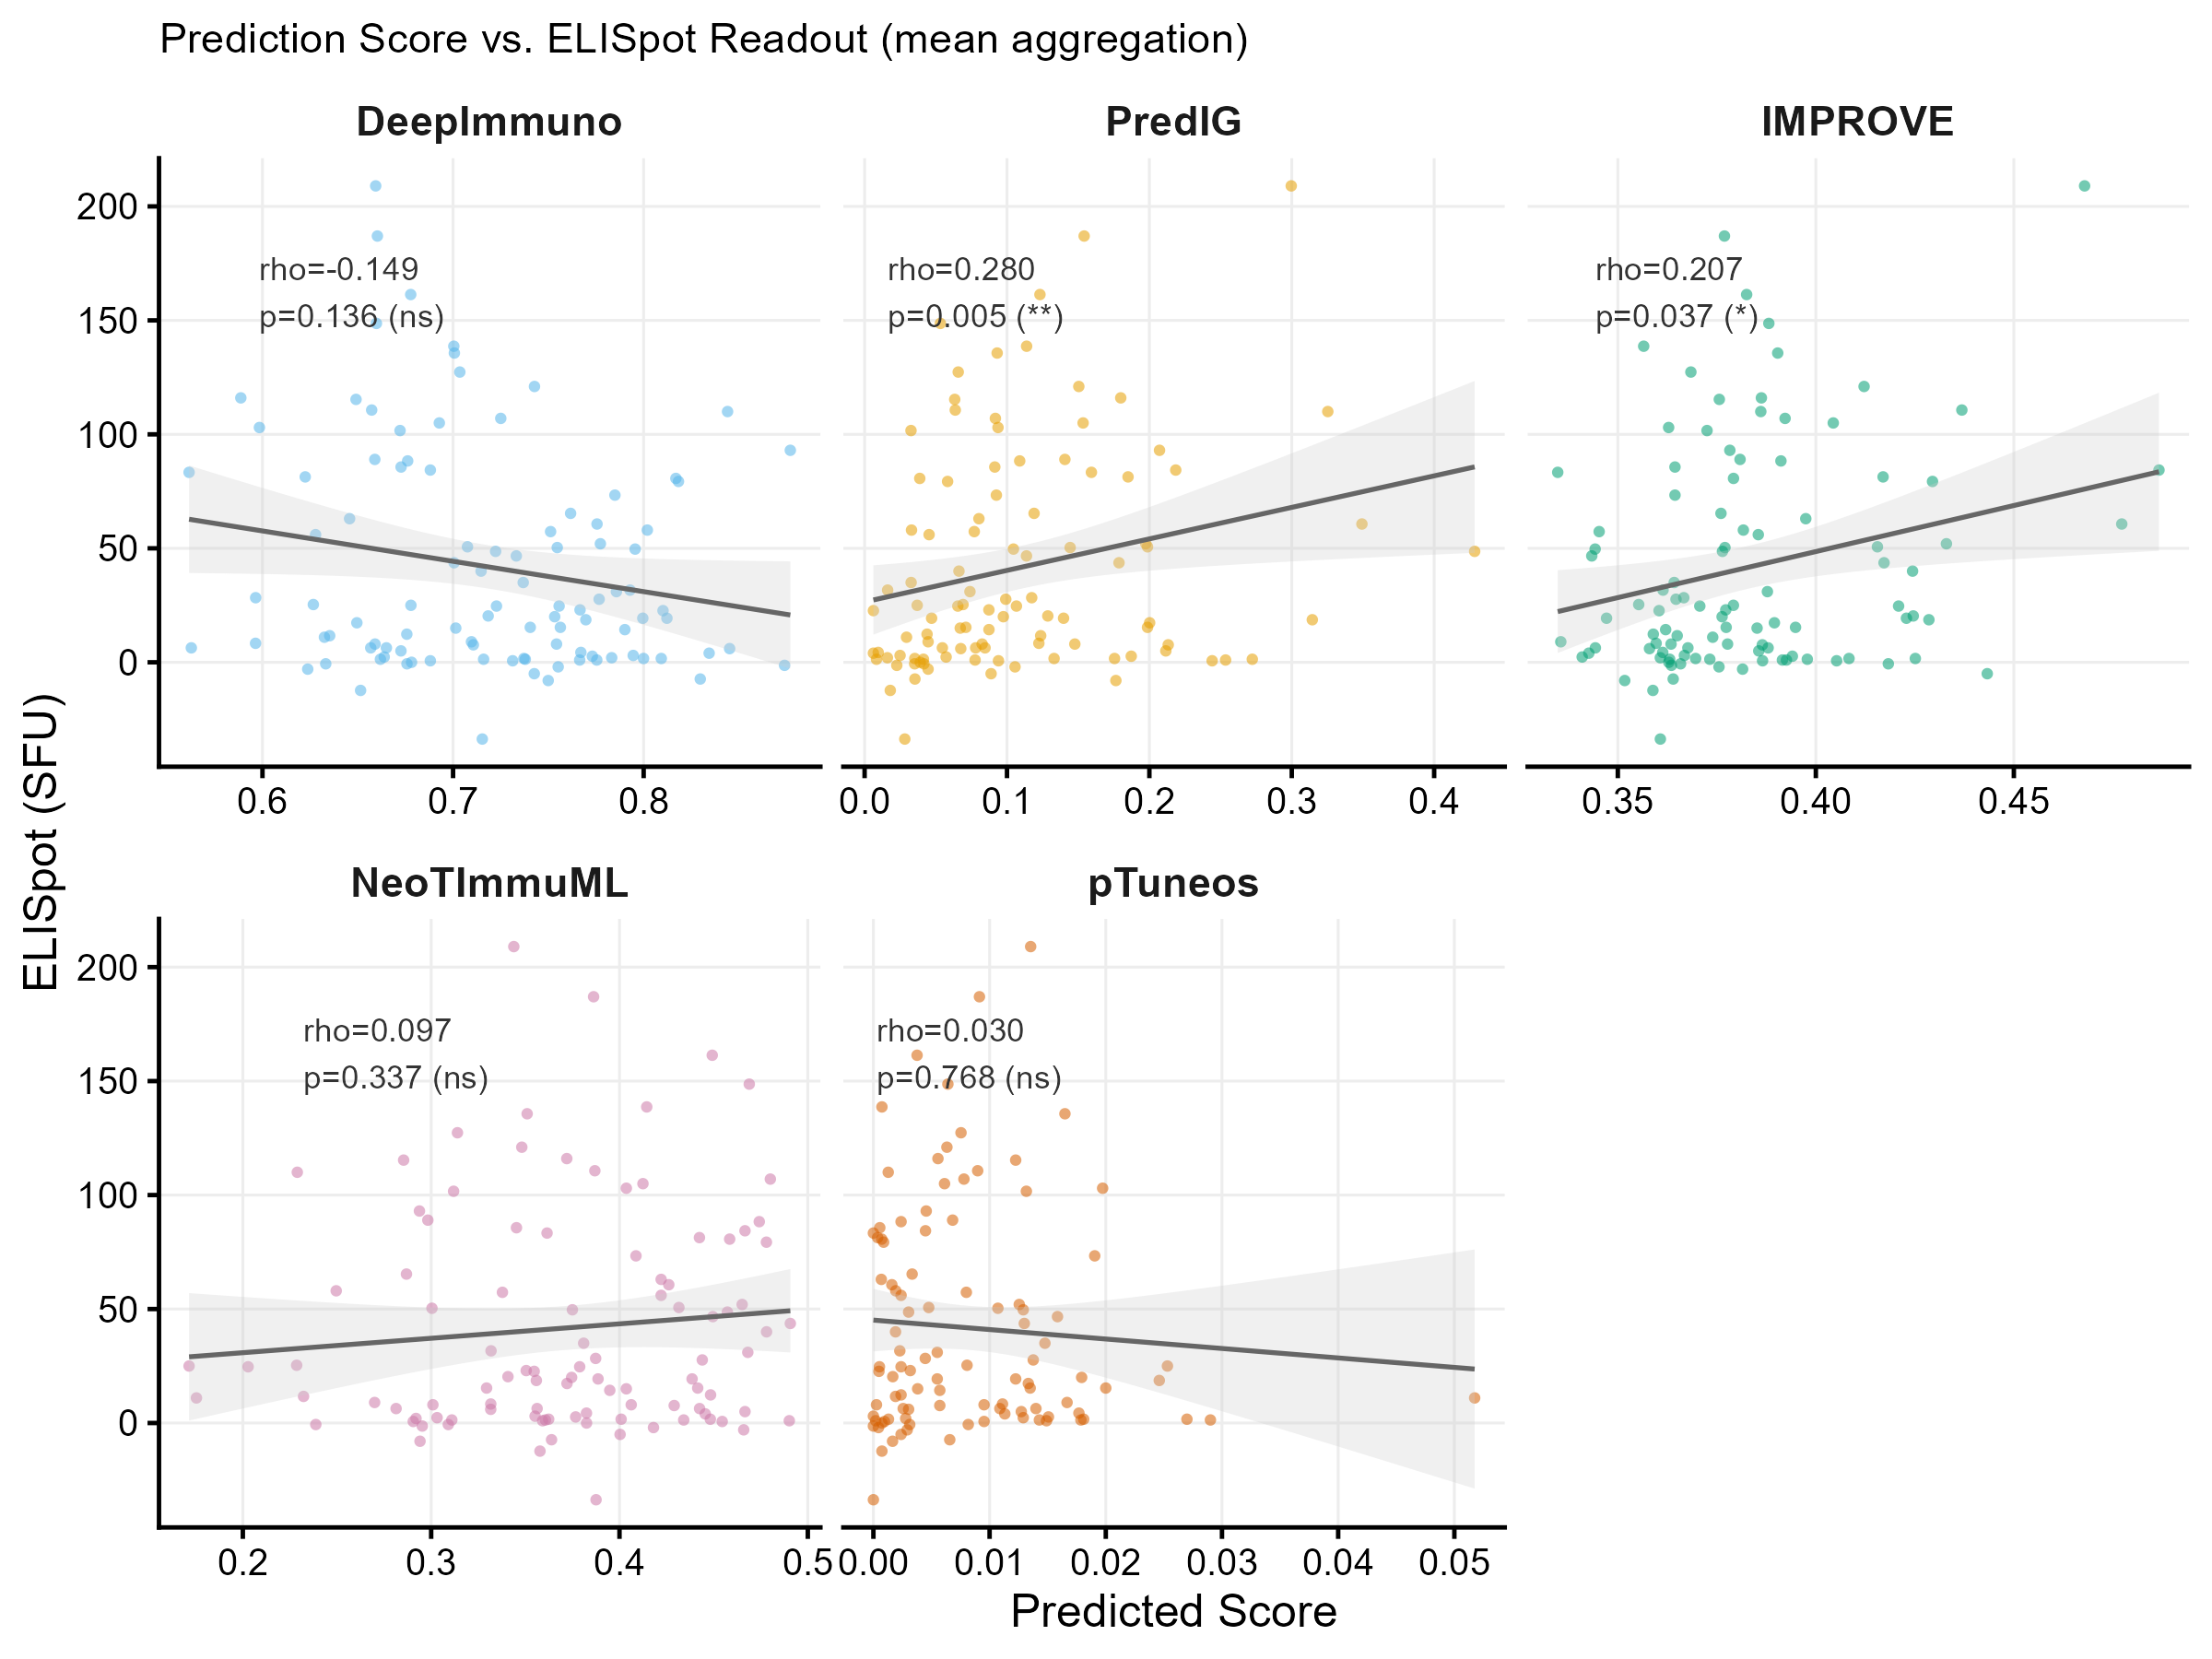 Prediction Score vs. ELISpot Readout (mean aggregation)
DeepImmuno
PredIG
IMPROVE
rho=-0.149
p=0.136 (ns)
rho=0.280
p=0.005 (**)
rho=0.207
p=0.037 (*)
200
150
100
50
0
0.6 0.7 0.8
0.0 0.1 0.2 0.3 0.4
0.35 0.40 0.45
ELISpot (SFU)
NeoTImmuML
pTuneos
rho=0.097
p=0.337 (ns)
rho=0.030
p=0.768 (ns)
200
150
100
50
0
0.2 0.3 0.4 0.5
0.00 0.01 0.02 0.03 0.04 0.05
Predicted Score